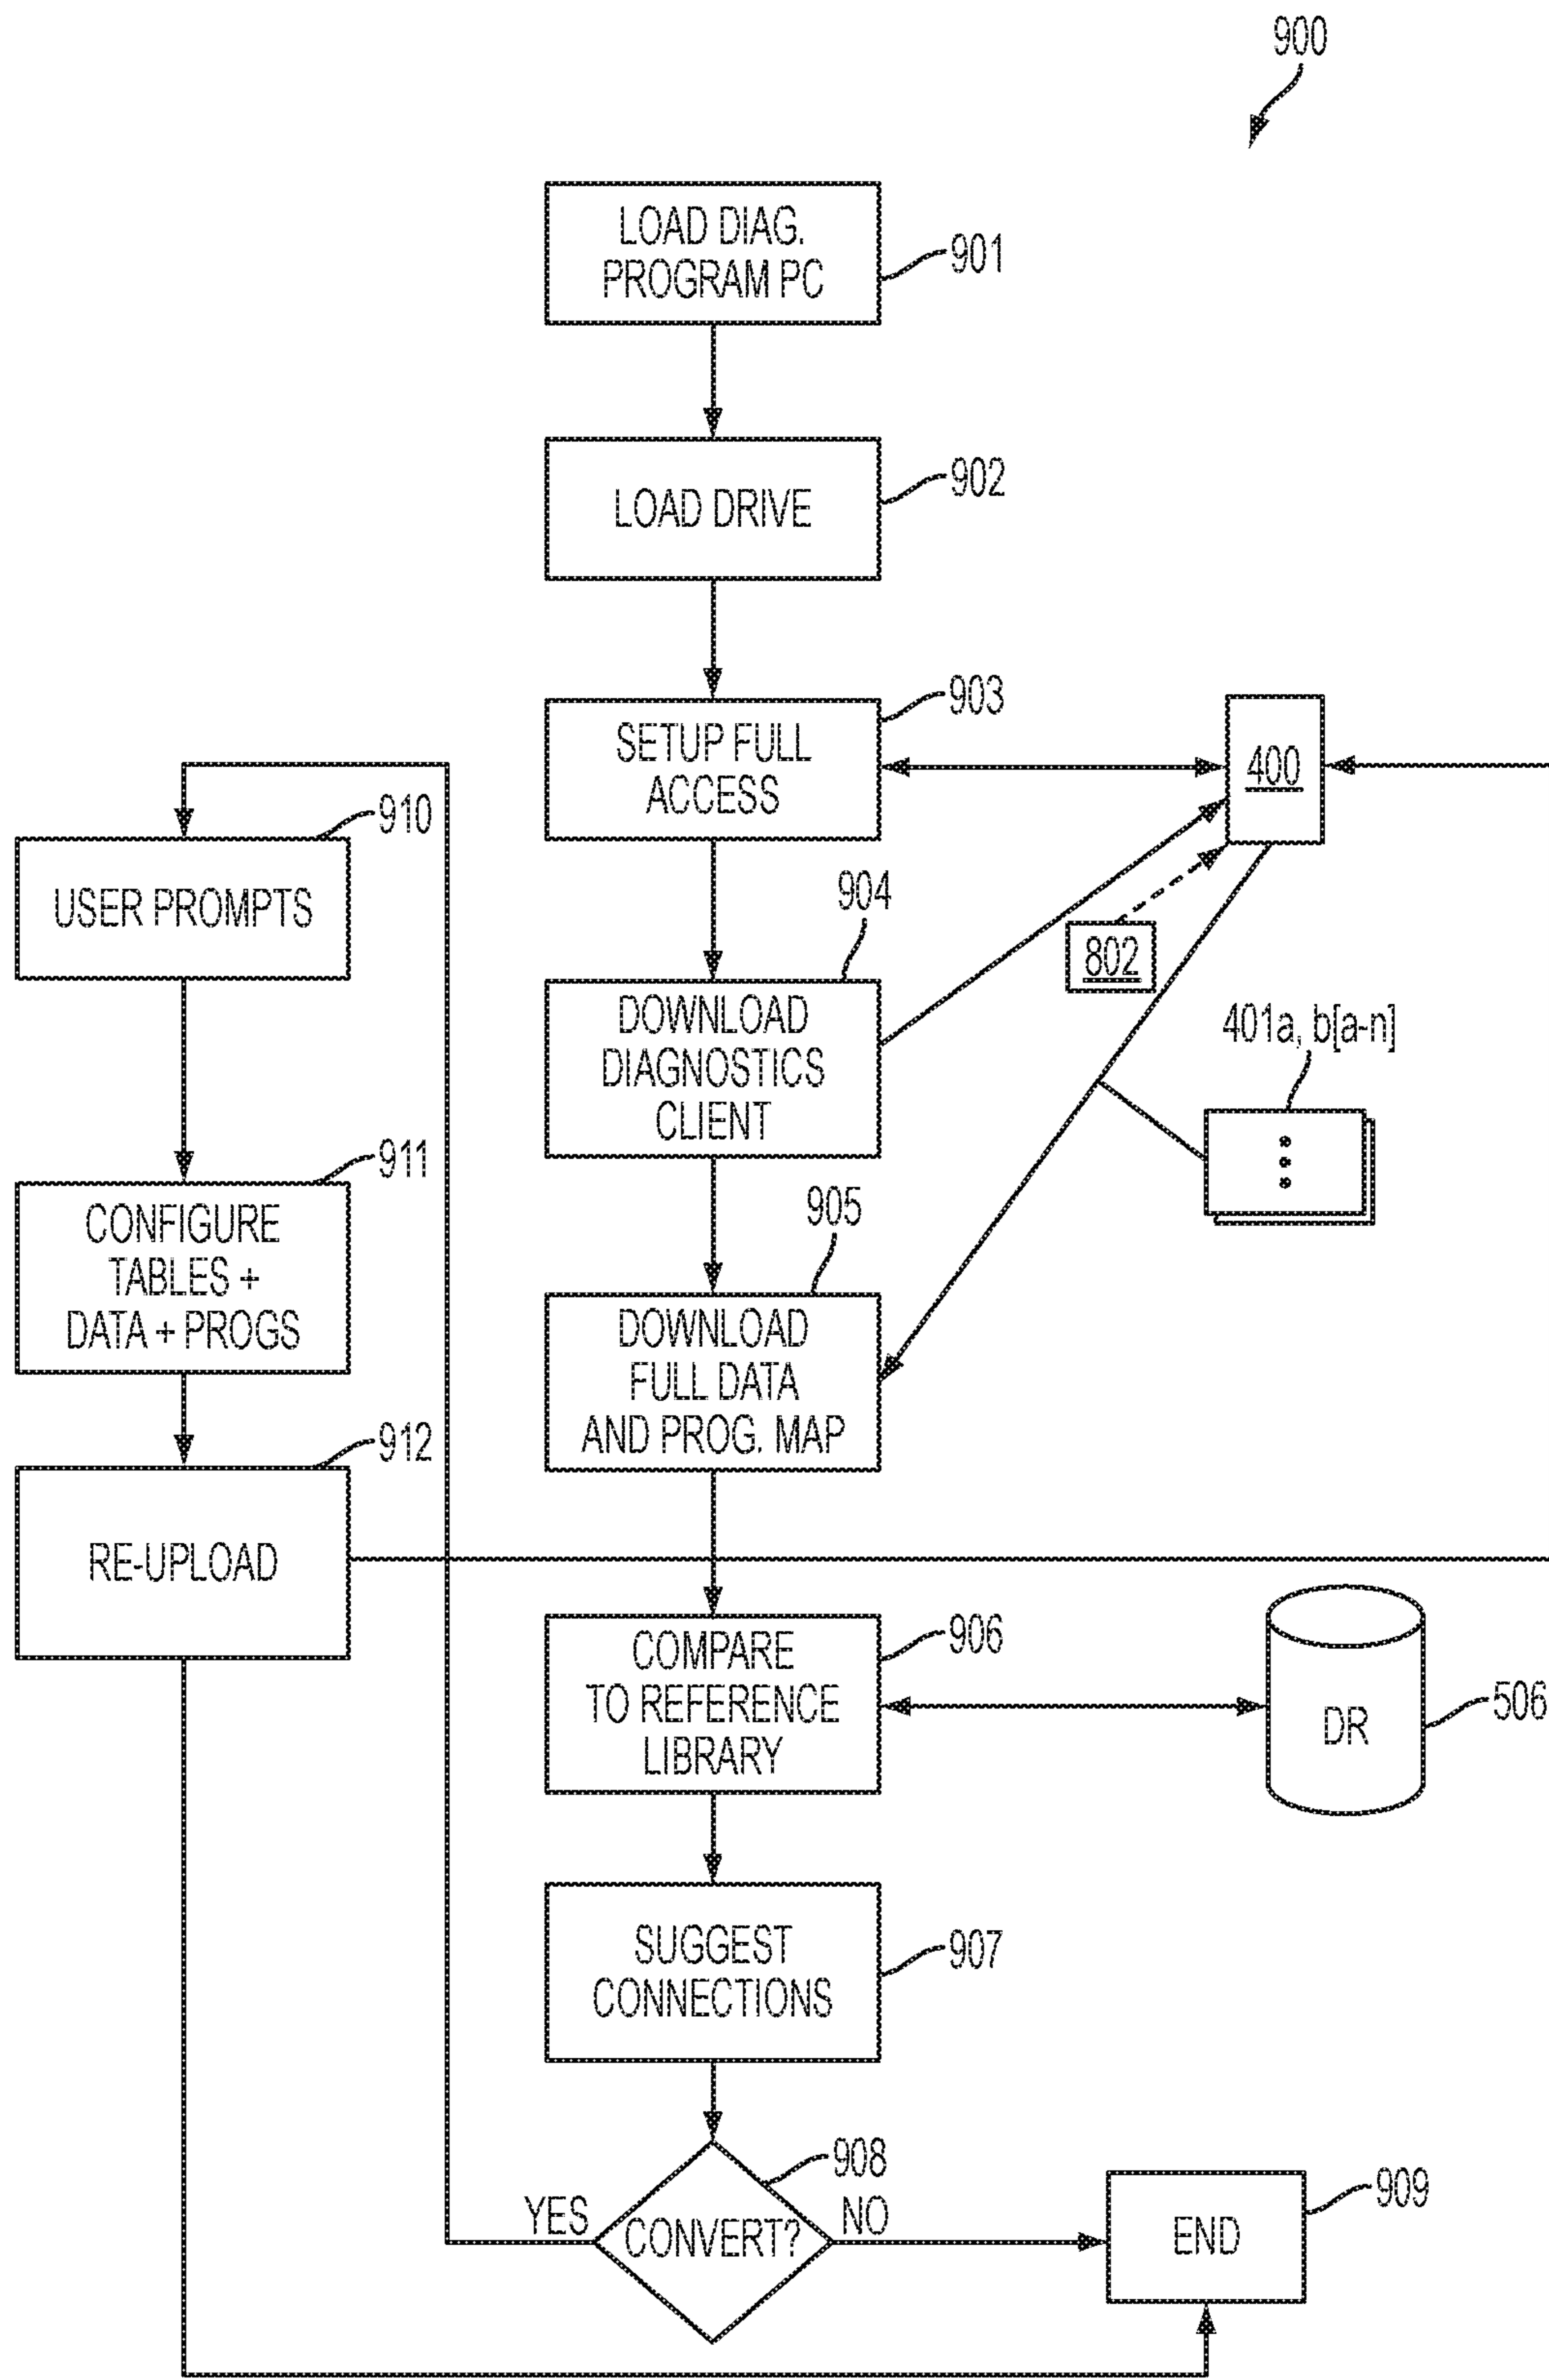 900
LOAD DIAG.
PROGRAM PC
901
LOAD DRIVE
902
SETUP FULL
ACCESS
903
400
910
USER PROMPTS
904
802
DOWNLOAD
DIAGNOSTICS
CLIENT
401a, b[a-n]
911
CONFIGURE
TABLES +
DATA + PROGS
905
DOWNLOAD
FULL DATA
AND PROG. MAP
912
RE-UPLOAD
COMPARE
TO REFERENCE
LIBRARY
906
DR
506
SUGGEST
CONNECTIONS
907
908
YES
CONVERT?
NO
END
909